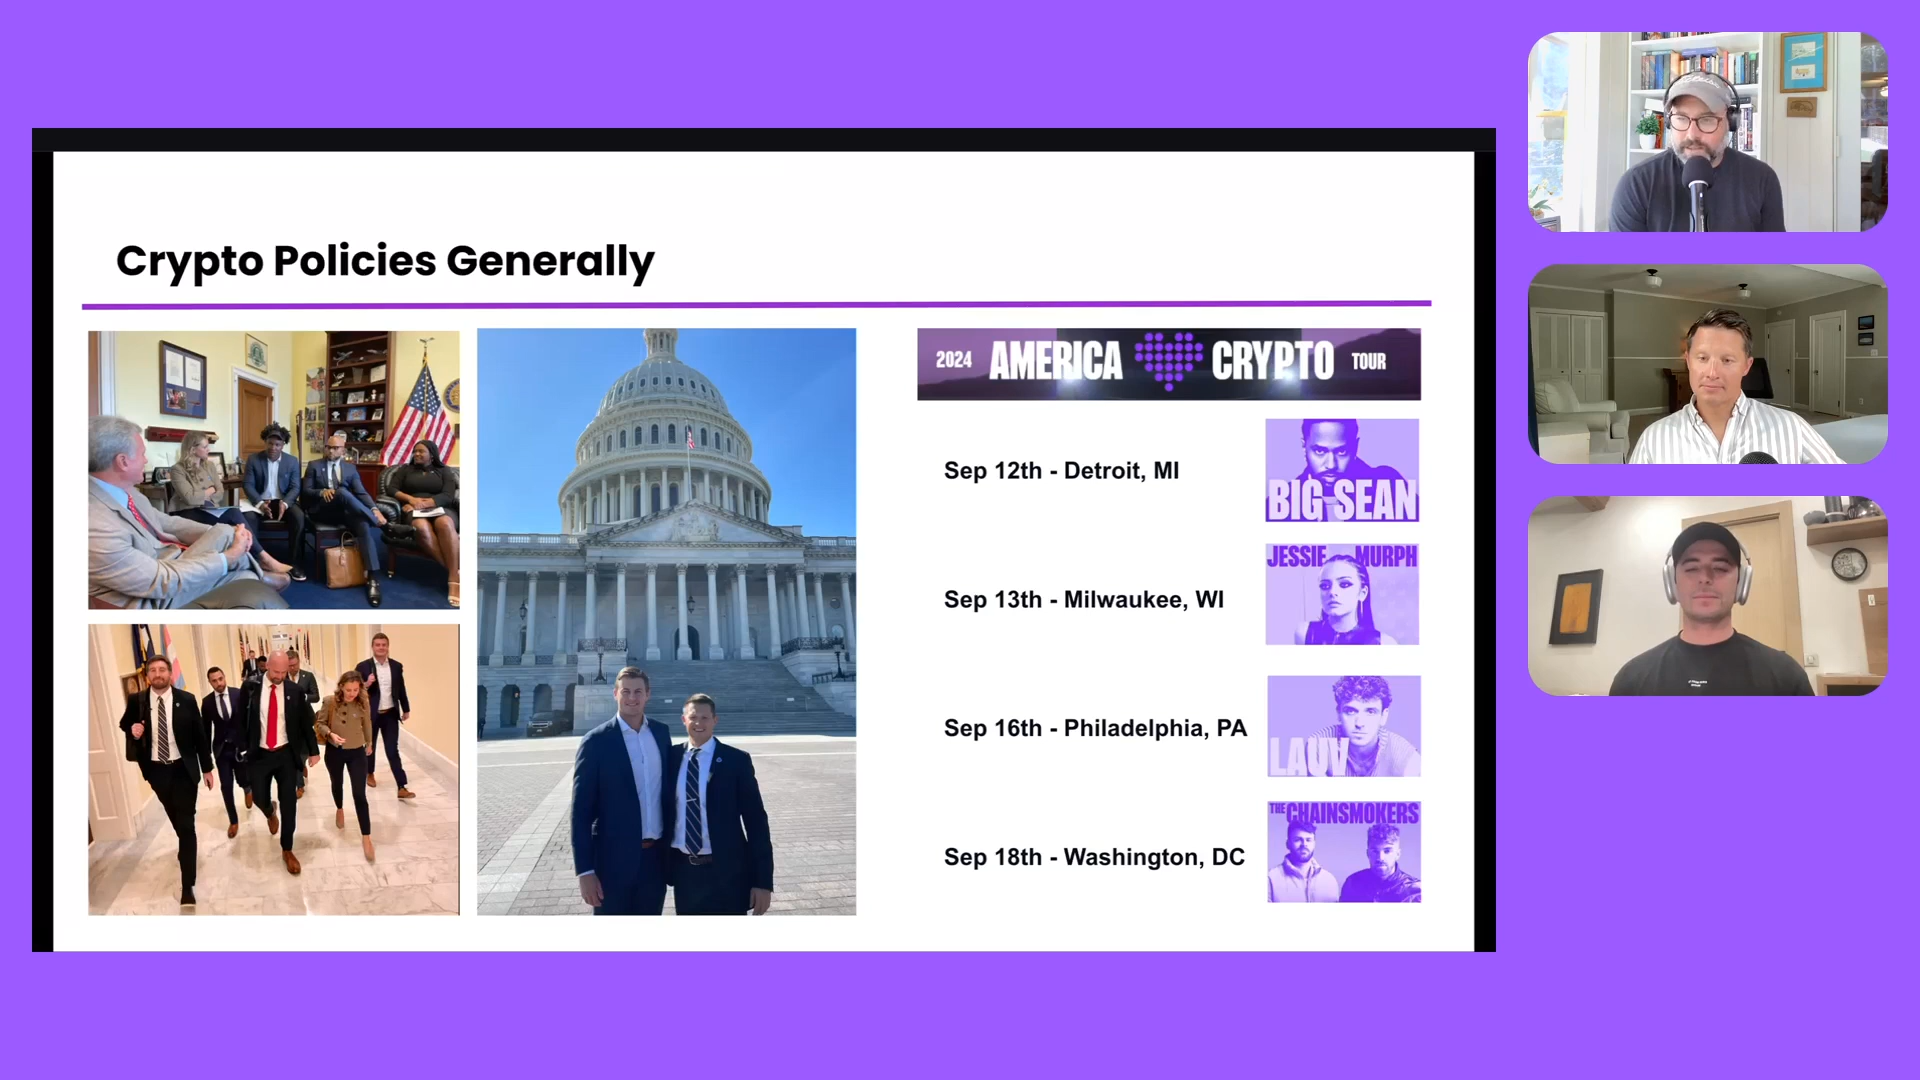 Crypto Policies Generally
2024 AMERICA CRYPTO TOUR
Sep 12th - Detroit, MI
BIG SEAN
Sep 13th - Milwaukee, WI
JESSIE MURPH
Sep 16th - Philadelphia, PA
LAUV
Sep 18th - Washington, DC
THE CHAINSMOKERS